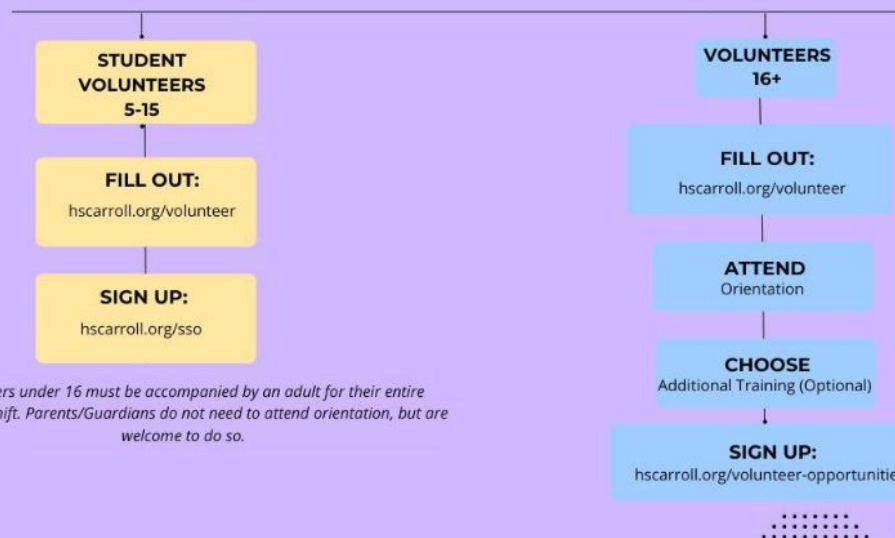 STUDENT
VOLUNTEERS
5-15
FILL OUT:
hscarroll.org/volunteer
SIGN UP:
hscarroll.org/sso
under 16 must be accompanied by an adult for their entire
Parents/Guardians do not need to attend orientation, but are
welcome to do so.
VOLUNTEERS
16+
FILL OUT:
hscarroll.org/volunteer
ATTEND
Orientation
CHOOSE
Additional Training (Optional)
SIGN UP: